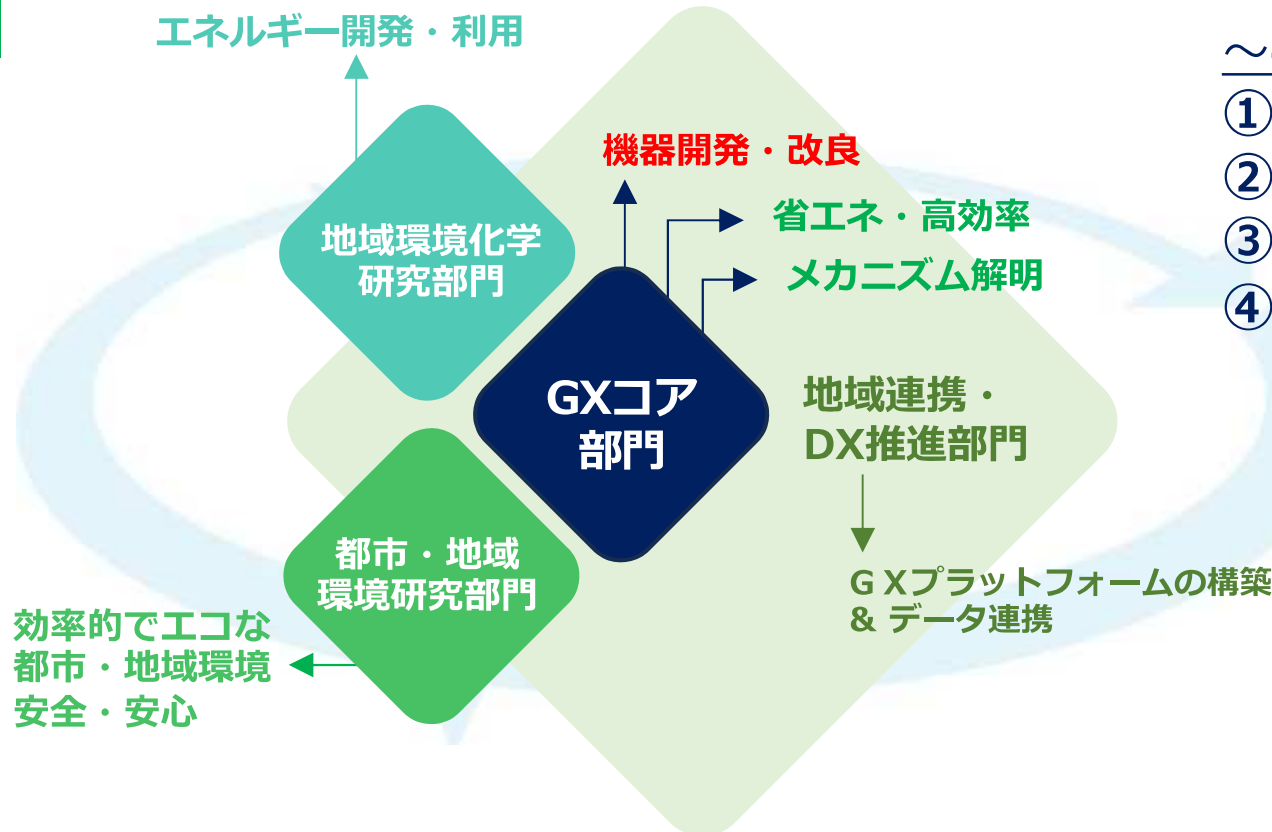 エネルギー開発・利用
機器開発・改良
省エネ・高効率
メカニズム解明
地域環境化学
研究部門
GXコア
部門
地域連携・
DX推進部門
都市・地域
環境研究部門
GXプラットフォームの構築
& データ連携
効率的でエコな
都市・地域環境
安全・安心
～
①
②
③
④